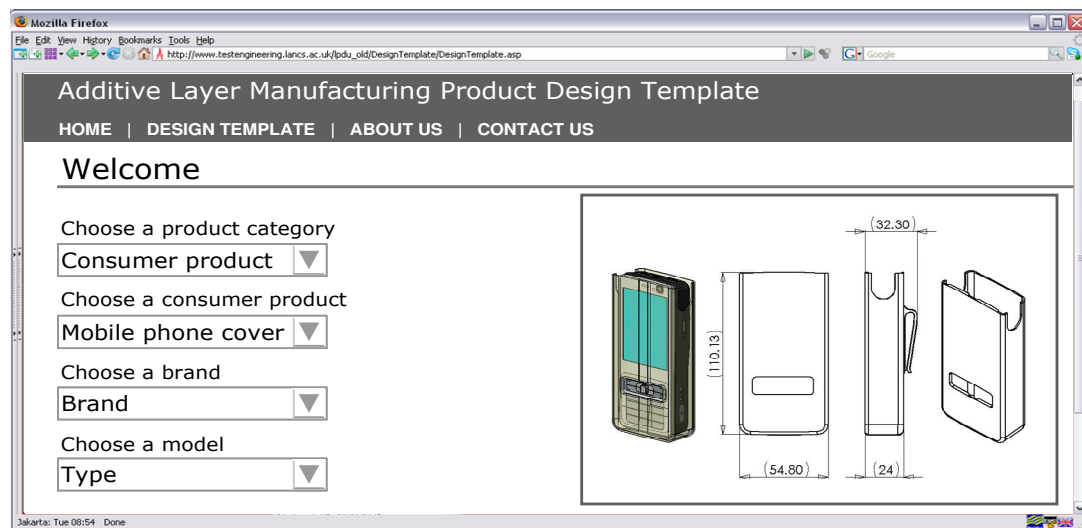 Mozilla Firefox
File Edit View History Bookmarks Tools Help
http://www.testengineering.lancs.ac.uk/lpdu_old/DesignTemplate/DesignTemplate.asp
G Google
Additive Layer Manufacturing Product Design Template
HOME | DESIGN TEMPLATE | ABOUT US | CONTACT US
Welcome
Choose a product category
Consumer product
Choose a consumer product
Mobile phone cover
Choose a brand
Brand
Choose a model
Type
(32.30)
(110.13)
(54.80)
(24)
Jakarta: Tue 08:54 Done